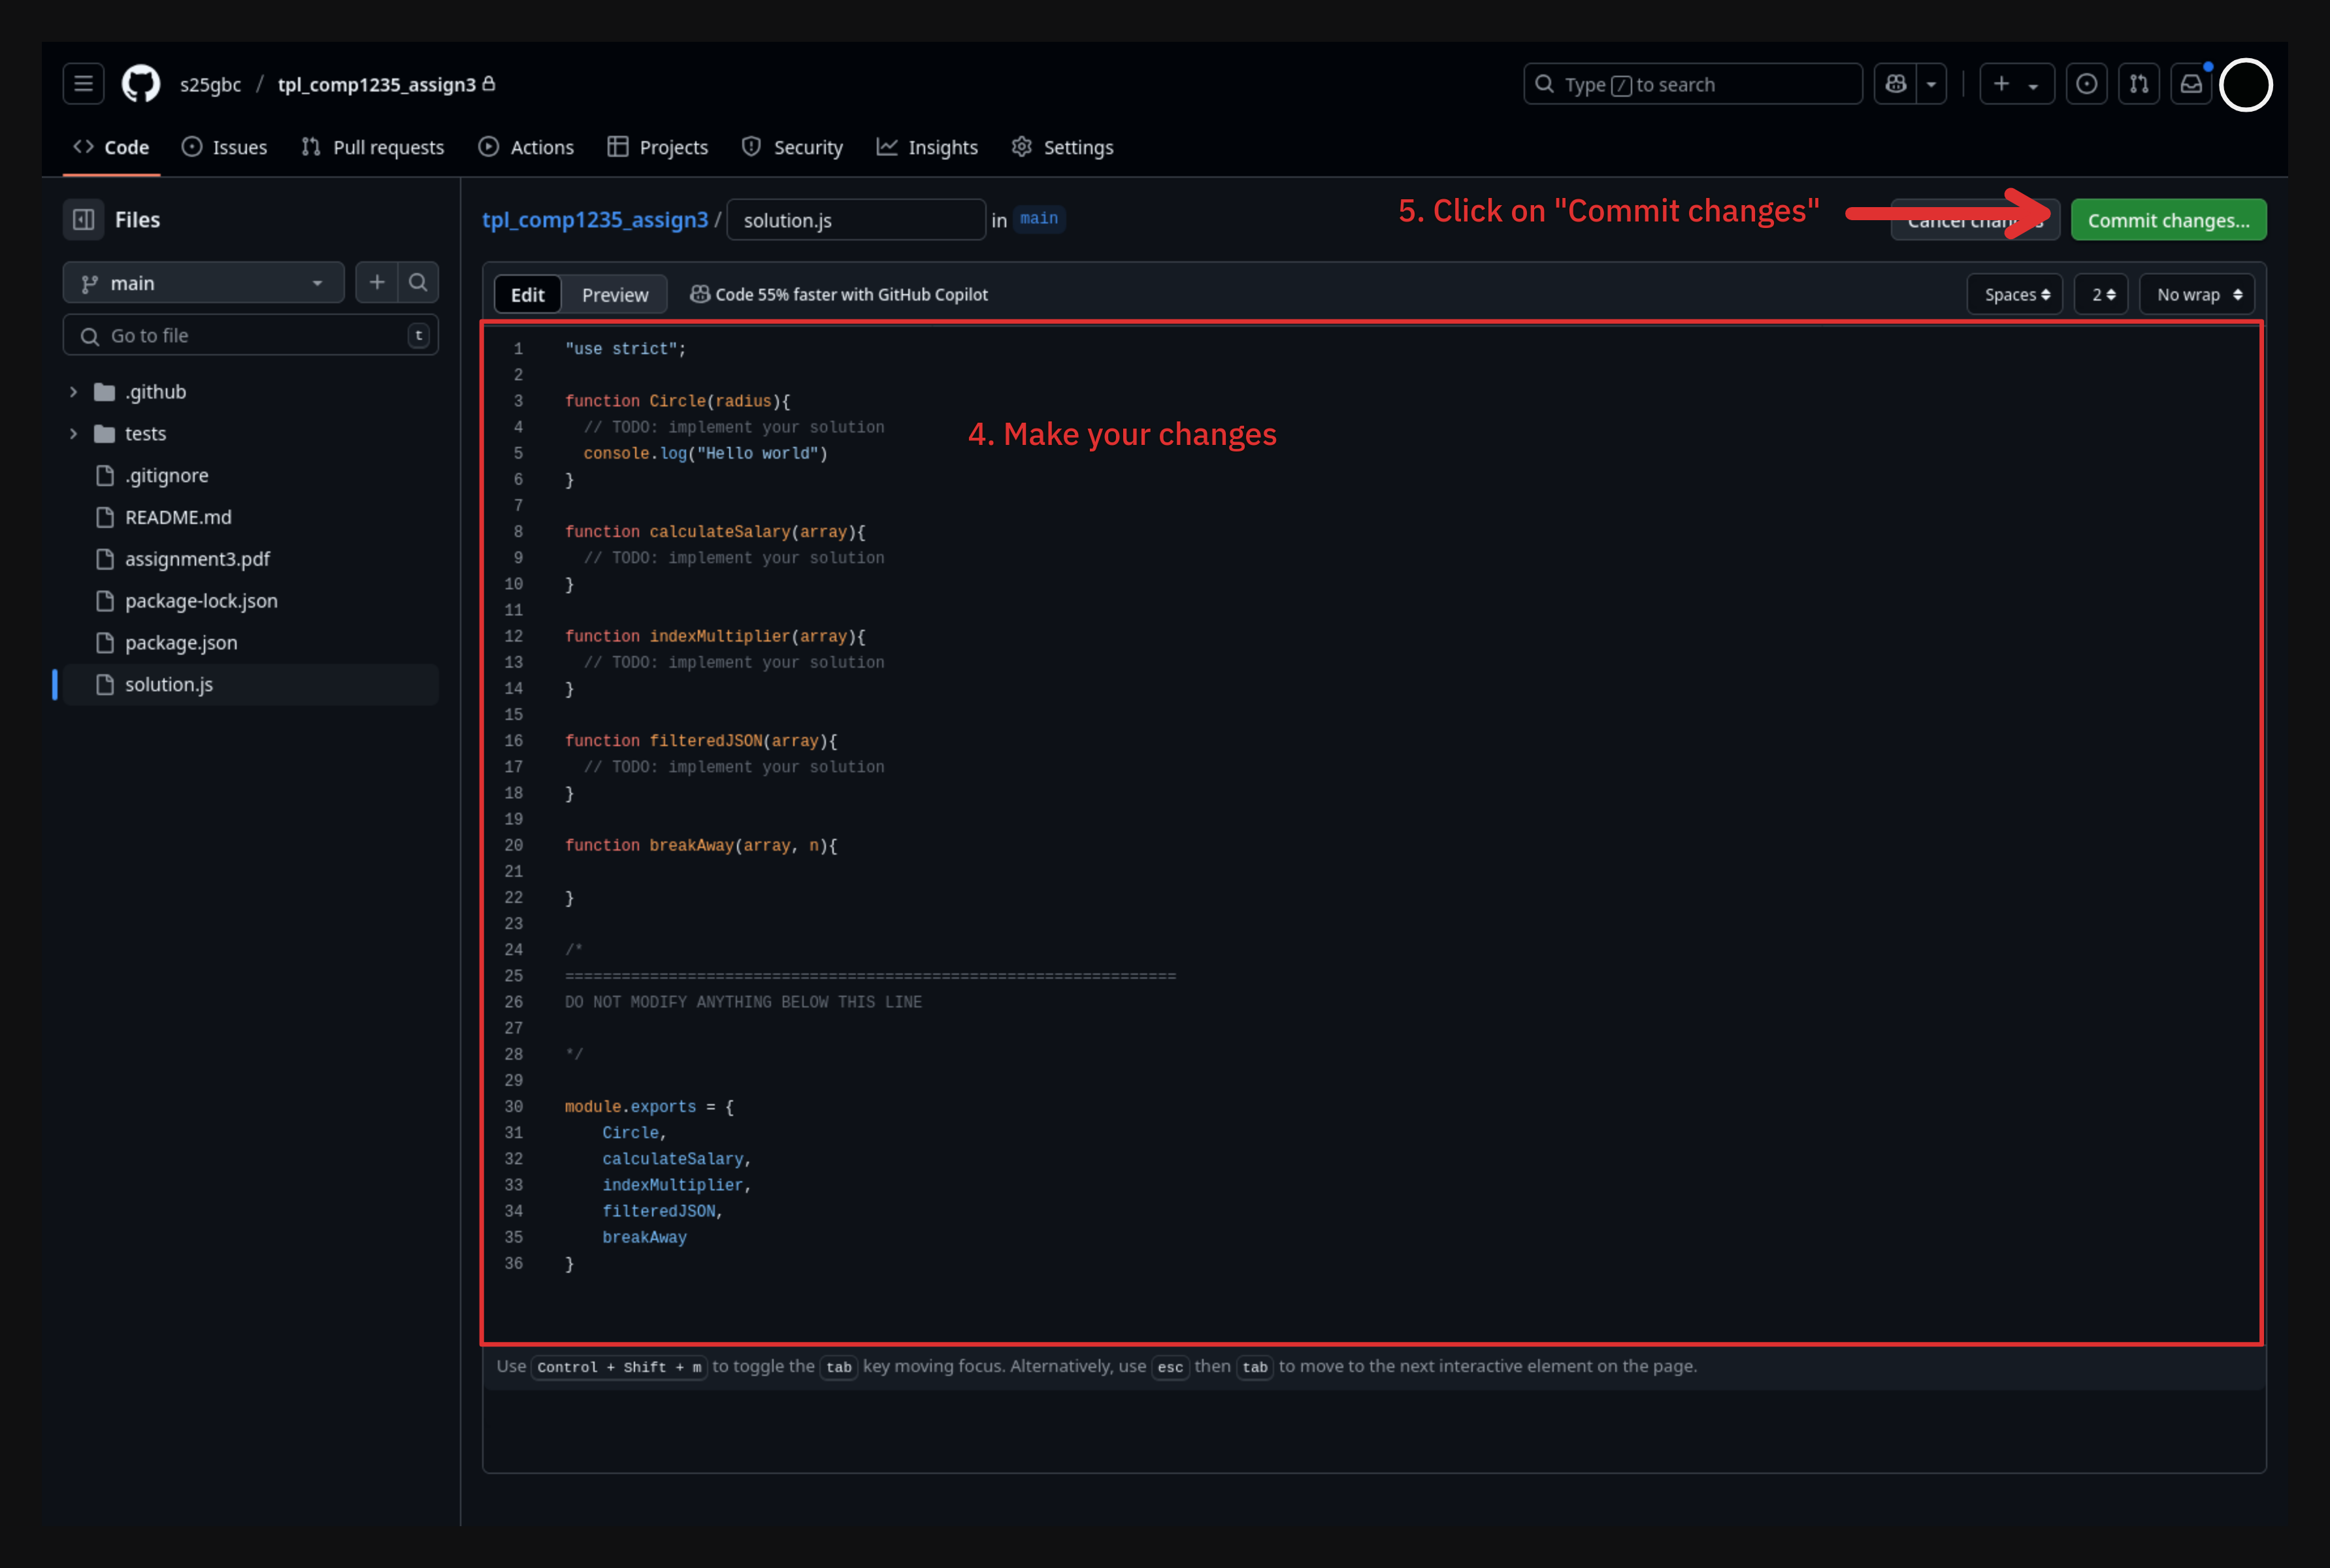 s25gbc / tpl_comp1235_assign3
Type / to search
Code Issues Pull requests Actions Projects Security Insights Settings
Files
main
Go to file t
.github
tests
.gitignore
README.md
assignment3.pdf
package-lock.json
package.json
solution.js
tpl_comp1235_assign3 / solution.js in main
5. Click on "Commit changes"
Cancel changes
Commit changes...
Edit Preview Code 55% faster with GitHub Copilot
Spaces 2 No wrap
1 "use strict";
2
3 function Circle(radius){
4 // TODO: implement your solution
5 console.log("Hello world")
6 }
7
8 function calculateSalary(array){
9 // TODO: implement your solution
10 }
11
12 function indexMultiplier(array){
13 // TODO: implement your solution
14 }
15
16 function filteredJSON(array){
17 // TODO: implement your solution
18 }
19
20 function breakAway(array, n){
21
22 }
23
24 /*
25 =================================================================
26 DO NOT MODIFY ANYTHING BELOW THIS LINE
27
28 */
29
30 module.exports = {
31 Circle,
32 calculateSalary,
33 indexMultiplier,
34 filteredJSON,
35 breakAway
36 }
4. Make your changes
Use Control + Shift + m to toggle the tab key moving focus. Alternatively, use esc then tab to move to the next interactive element on the page.